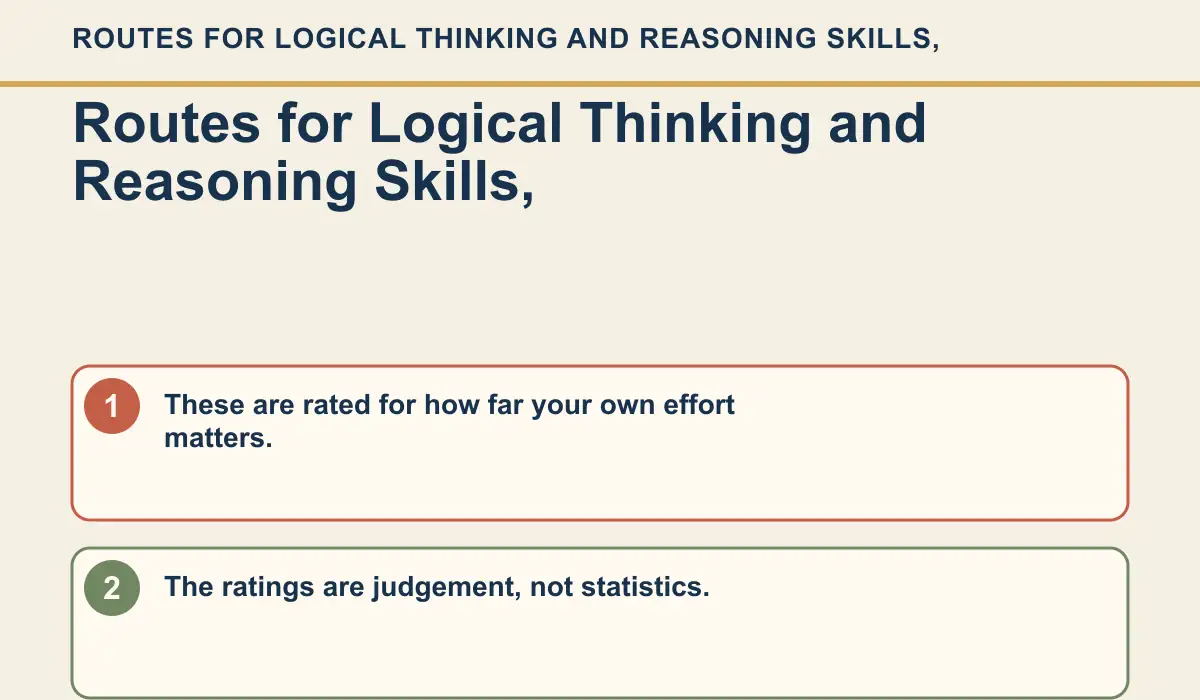 ROUTES FOR LOGICAL THINKING AND REASONING SKILLS,
Routes for Logical Thinking and
Reasoning Skills,
1
These are rated for how far your own effort
matters.
2
The ratings are judgement, not statistics.